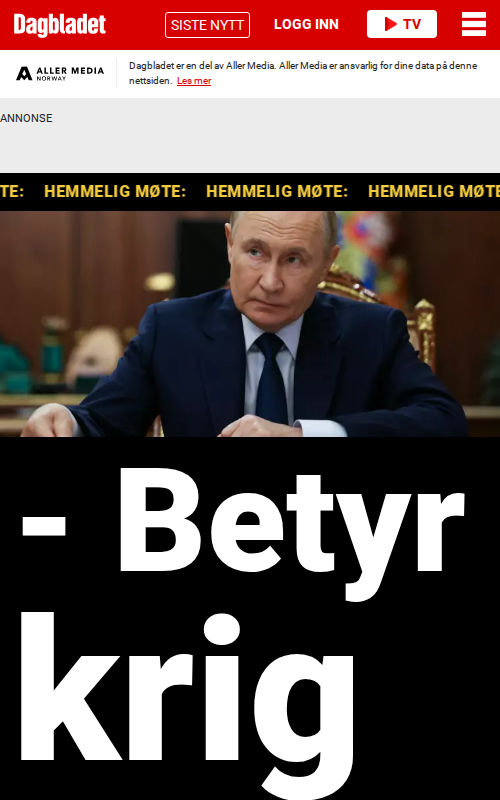 Dagbladet
SISTE NYTT
LOGG INN
TV
ALLER MEDIA
NORWAY
Dagbladet er en del av Aller Media. Aller Media er ansvarlig for dine data på denne
nettsiden. Les mer
ANNONSE
TE: HEMMELIG MØTE: HEMMELIG MØTE: HEMMELIG MØTE
- Betyr
krig